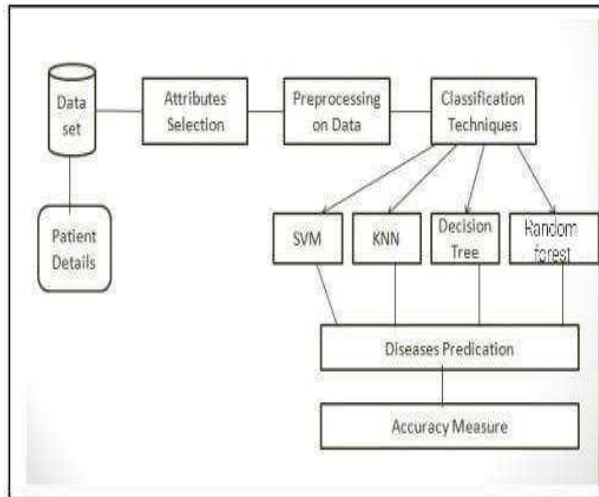 Data
set
Attributes
Selection
Preprocessing
on Data
Classification
Techniques
Patient
Details
SVM
KNN
Decision
Tree
Random
forest
Diseases Predication
Accuracy Measure